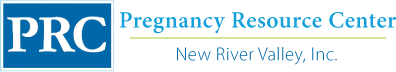 PRC
Pregnancy Resource Center
New River Valley, Inc.